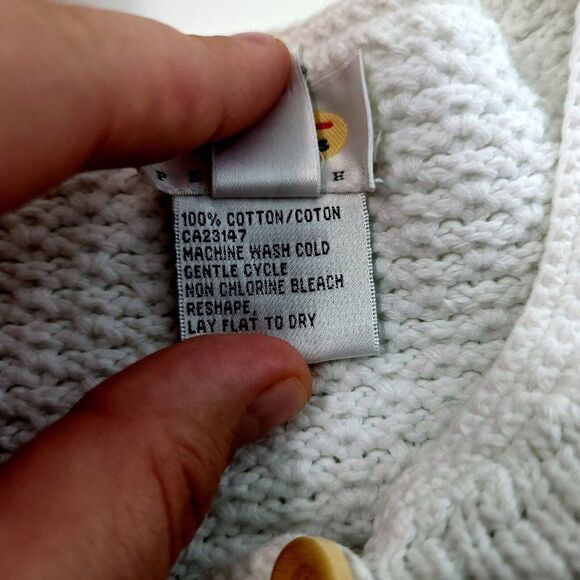 P H
100% COTTON/COTON
CA23147
MACHINE WASH COLD
GENTLE CYCLE
NON CHLORINE BLEACH
RESHAPE
LAY FLAT TO DRY